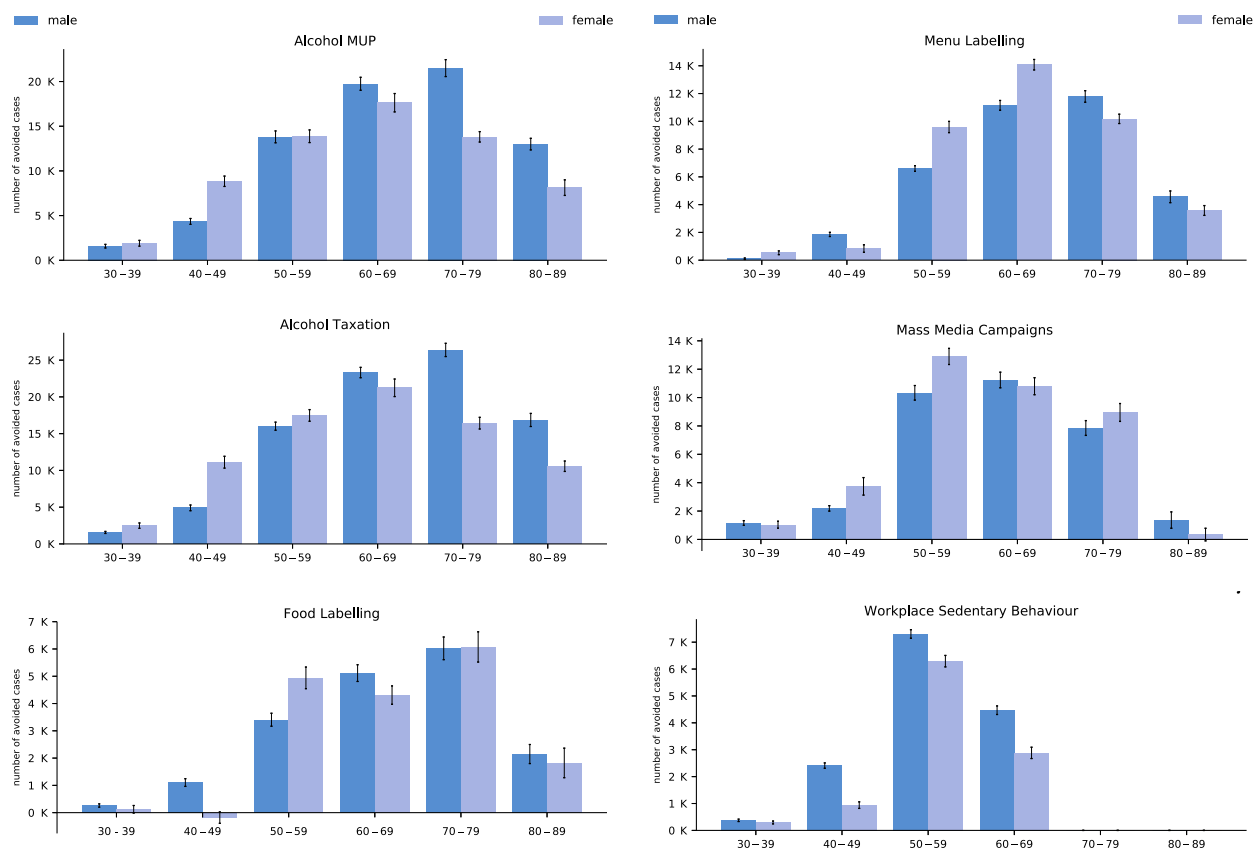 male female
Alcohol MUP
number of avoided cases
20 K
15 K
10 K
5 K
0 K
30−39 40−49 50−59 60−69 70−79 80−89
male female
Menu Labelling
number of avoided cases
14 K
12 K
10 K
8 K
6 K
4 K
2 K
0 K
30−39 40−49 50−59 60−69 70−79 80−89
Alcohol Taxation
number of avoided cases
25 K
20 K
15 K
10 K
5 K
0 K
30−39 40−49 50−59 60−69 70−79 80−89
Mass Media Campaigns
number of avoided cases
14 K
12 K
10 K
8 K
6 K
4 K
2 K
0 K
30−39 40−49 50−59 60−69 70−79 80−89
Food Labelling
number of avoided cases
7 K
6 K
5 K
4 K
3 K
2 K
1 K
0 K
30−39 40−49 50−59 60−69 70−79 80−89
Workplace Sedentary Behaviour
number of avoided cases
7 K
6 K
5 K
4 K
3 K
2 K
1 K
0 K
30−39 40−49 50−59 60−69 70−79 80−89